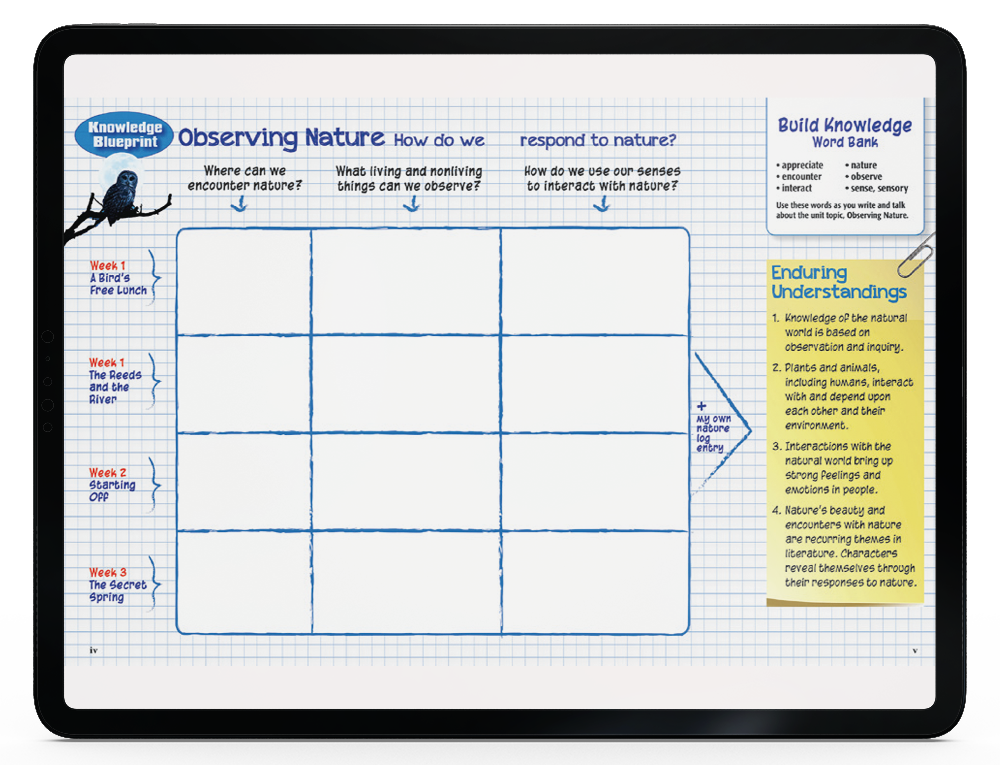 Knowledge
Blueprint
Observing Nature How do we respond to nature?
Where can we
encounter nature?
What living and nonliving
things can we observe?
How do we use our senses
to interact with nature?
Week 1
A Bird's
Free Lunch
Week 1
The Reeds
and the
River
Week 2
Starting
Off
Week 3
The Secret
Spring
+
my own
nature
log
entry
Build Knowledge
Word Bank
• appreciate
• encounter
• interact
• nature
• observe
• sense, sensory
Use these words as you write and talk
about the unit topic, Observing Nature.
Enduring
Understandings
1. Knowledge of the natural
world is based on
observation and inquiry.
2. Plants and animals,
including humans, interact
with and depend upon
each other and their
environment.
3. Interactions with the
natural world bring up
strong feelings and
emotions in people.
4. Nature's beauty and
encounters with nature
are recurring themes in
literature. Characters
reveal themselves through
their responses to nature.
iv
v